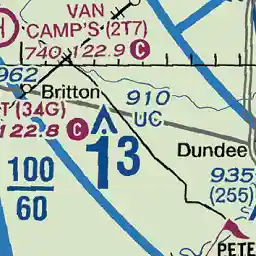 VAN
CAMP'S (2T7)
740 122.9 C
962
Britton
T (34G)
122.8 C
910
UC
13
Dundee
100
60
935
(255)
PETE